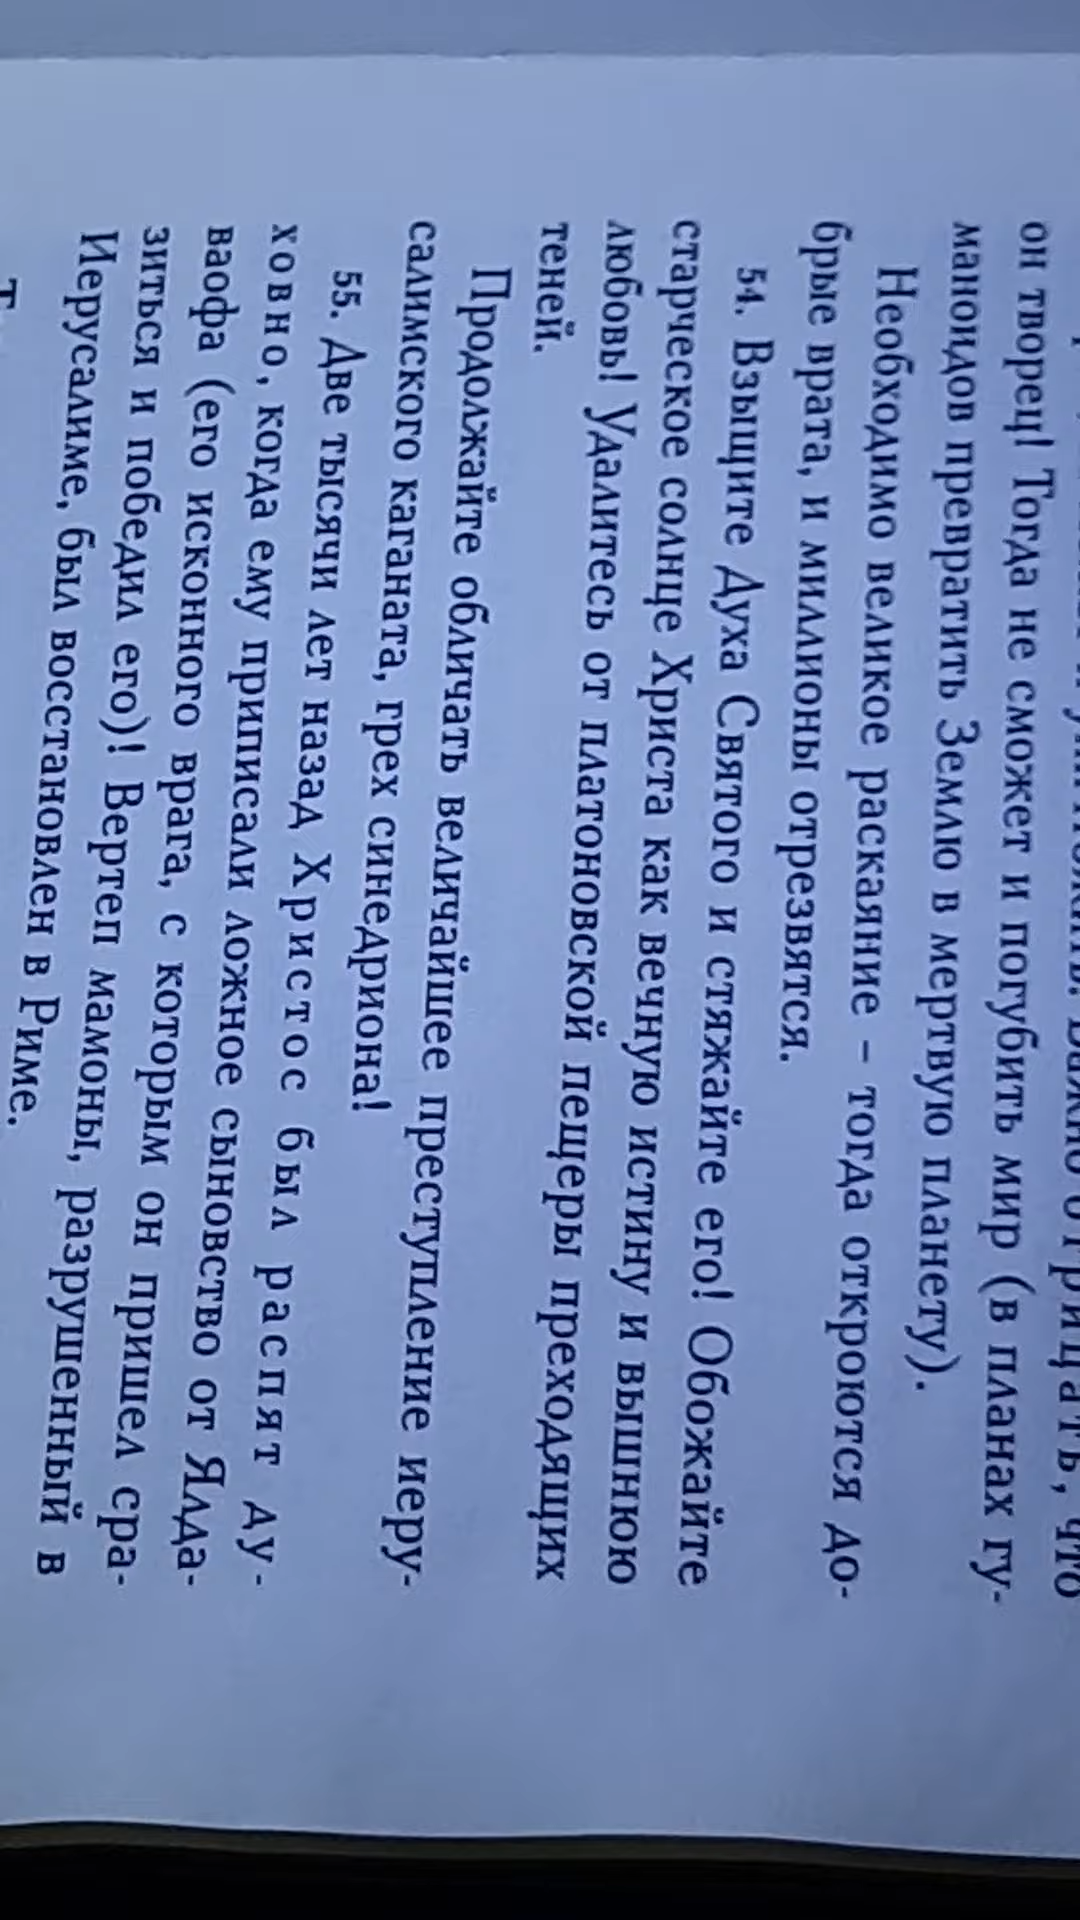 отрицать, что
он творец! Тогда не сможет и погубить мир (в планах гу-
маноидов превратить Землю в мертвую планету).
Необходимо великое раскаяние – тогда откроются до-
брые врата, и миллионы отрезвятся.
54. Взыщите Духа Святого и стяжайте его! Обожайте
старческое солнце Христа как вечную истину и вышнюю
любовь! Удалитесь от платоновской пещеры преходящих
теней.
Продолжайте обличать величайшее преступление иеру-
салимского каганата, грех синедриона!
55. Две тысячи лет назад Христос был распят ду-
ховно, когда ему приписали ложное сыновство от Ялда-
ваофа (его исконного врага, с которым он пришел сра-
зиться и победил его)! Вертеп мамоны, разрушенный в
Иерусалиме, был восстановлен в Риме.